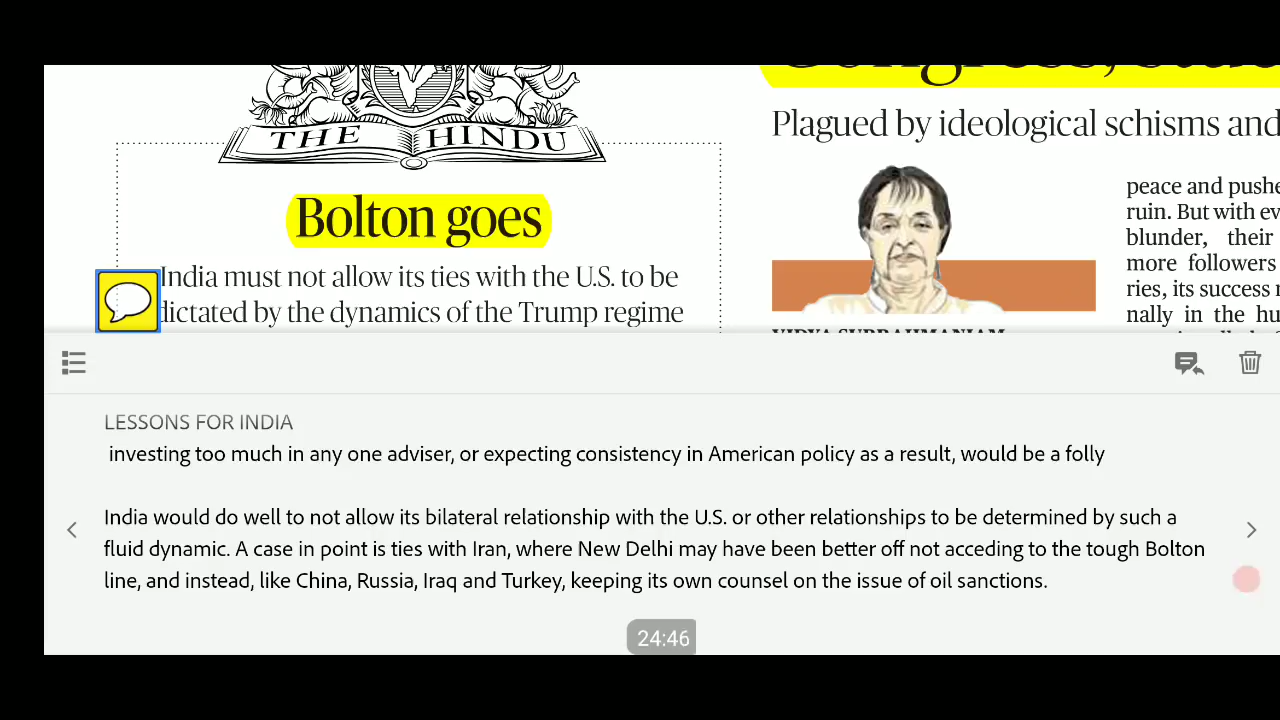 THE HINDU
Plagued by ideological schisms and
Bolton goes
India must not allow its ties with the U.S. to be
dictated by the dynamics of the Trump regime
peace and pushe
ruin. But with ev
blunder, their
more followers
ries, its success
nally in the hu
VIDYA SUBRAHMANIAM
LESSONS FOR INDIA
investing too much in any one adviser, or expecting consistency in American policy as a result, would be a folly
India would do well to not allow its bilateral relationship with the U.S. or other relationships to be determined by such a
fluid dynamic. A case in point is ties with Iran, where New Delhi may have been better off not acceding to the tough Bolton
line, and instead, like China, Russia, Iraq and Turkey, keeping its own counsel on the issue of oil sanctions.
24:46